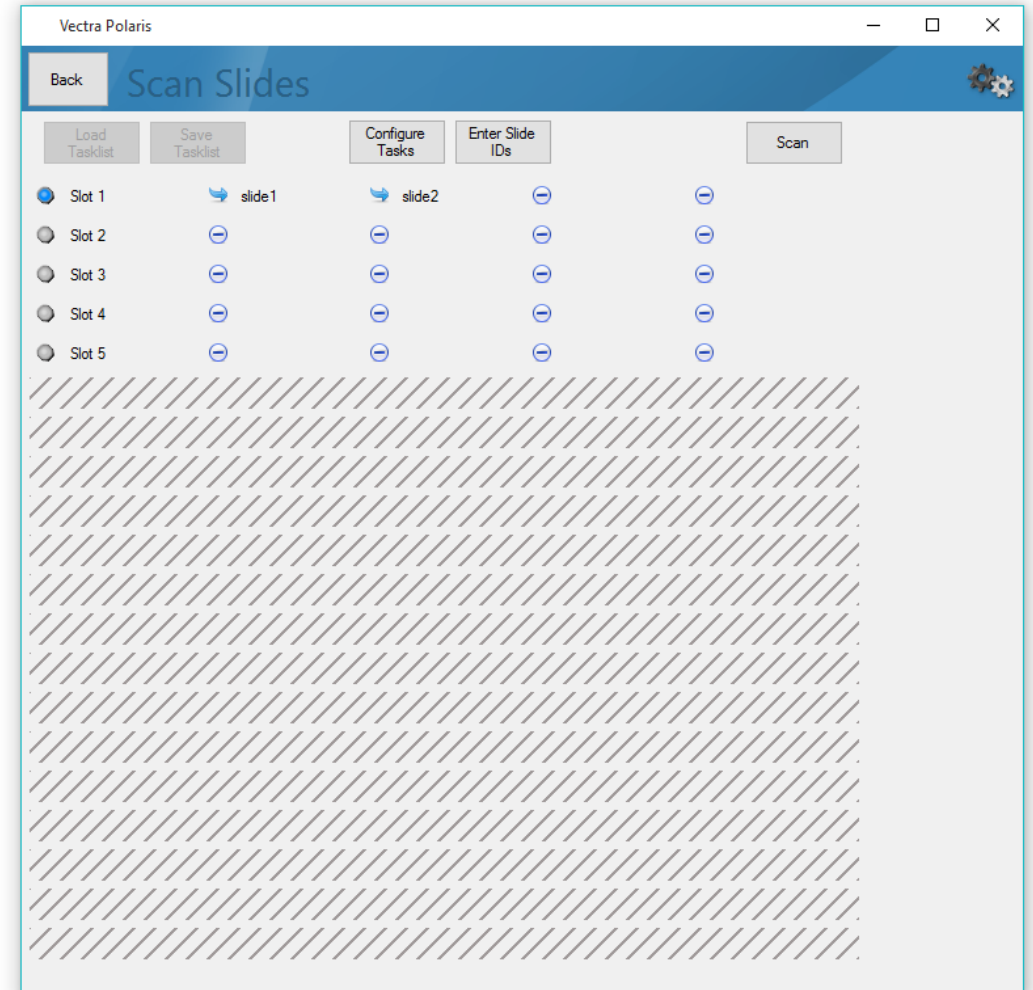 Vectra Polaris
Back
Scan Slides
Load
Tasklist
Save
Tasklist
Configure
Tasks
Enter Slide
IDs
Scan
Slot 1 slide1 slide2
Slot 2
Slot 3
Slot 4
Slot 5